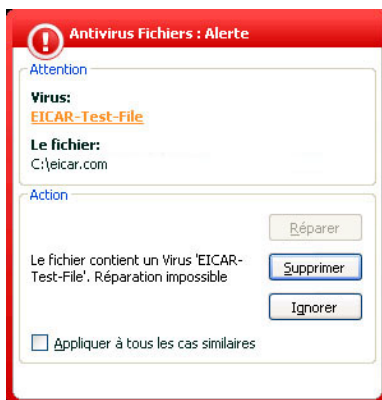 Antivirus Fichiers : Alerte
Attention
Virus:
EICAR-Test-File
Le fichier:
C:\eicar.com
Action
Réparer
Le fichier contient un Virus 'EICAR-
Test-File'. Réparation impossible
Supprimer
Ignorer
Appliquer à tous les cas similaires